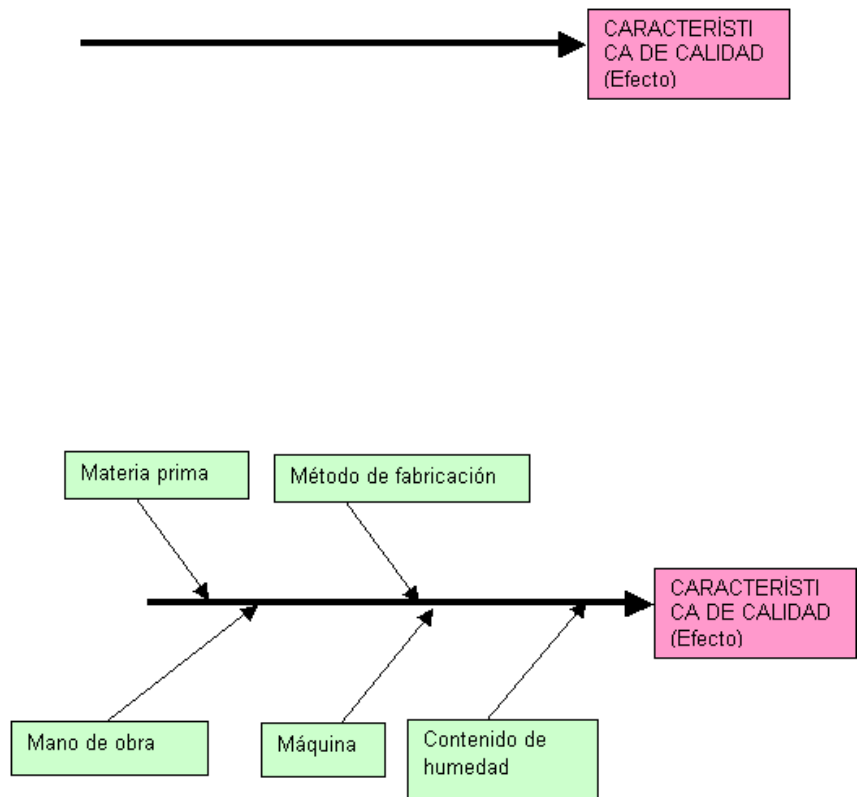 CARACTERÍSTI
CA DE CALIDAD
(Efecto)
Materia prima
Método de fabricación
CARACTERÍSTI
CA DE CALIDAD
(Efecto)
Mano de obra
Máquina
Contenido de
humedad